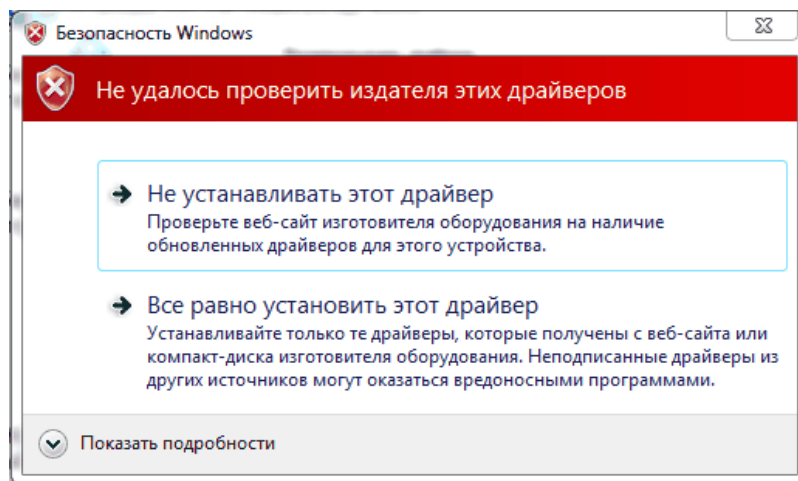 Безопасность Windows
Не удалось проверить издателя этих драйверов
Не устанавливать этот драйвер
Проверьте веб-сайт изготовителя оборудования на наличие
обновленных драйверов для этого устройства.
Все равно установить этот драйвер
Устанавливайте только те драйверы, которые получены с веб-сайта или
компакт-диска изготовителя оборудования. Неподписанные драйверы из
других источников могут оказаться вредоносными программами.
Показать подробности